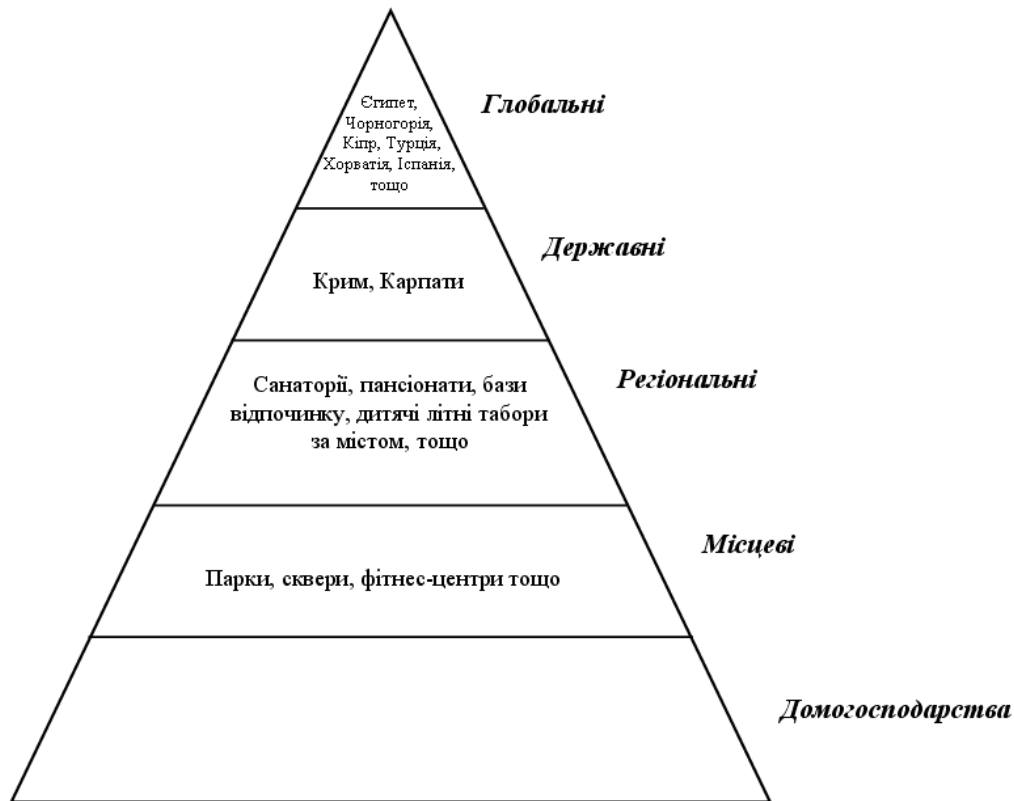 Єгипет,
Чорногорія,
Кіпр, Турція,
Хорватія, Іспанія,
тощо
Глобальні
Державні
Крим, Карпати
Регіональні
Санаторії, пансіонати, бази
відпочинку, дитячі літні табори
за містом, тощо
Місцеві
Парки, сквери, фітнес-центри тощо
Домогосподарства